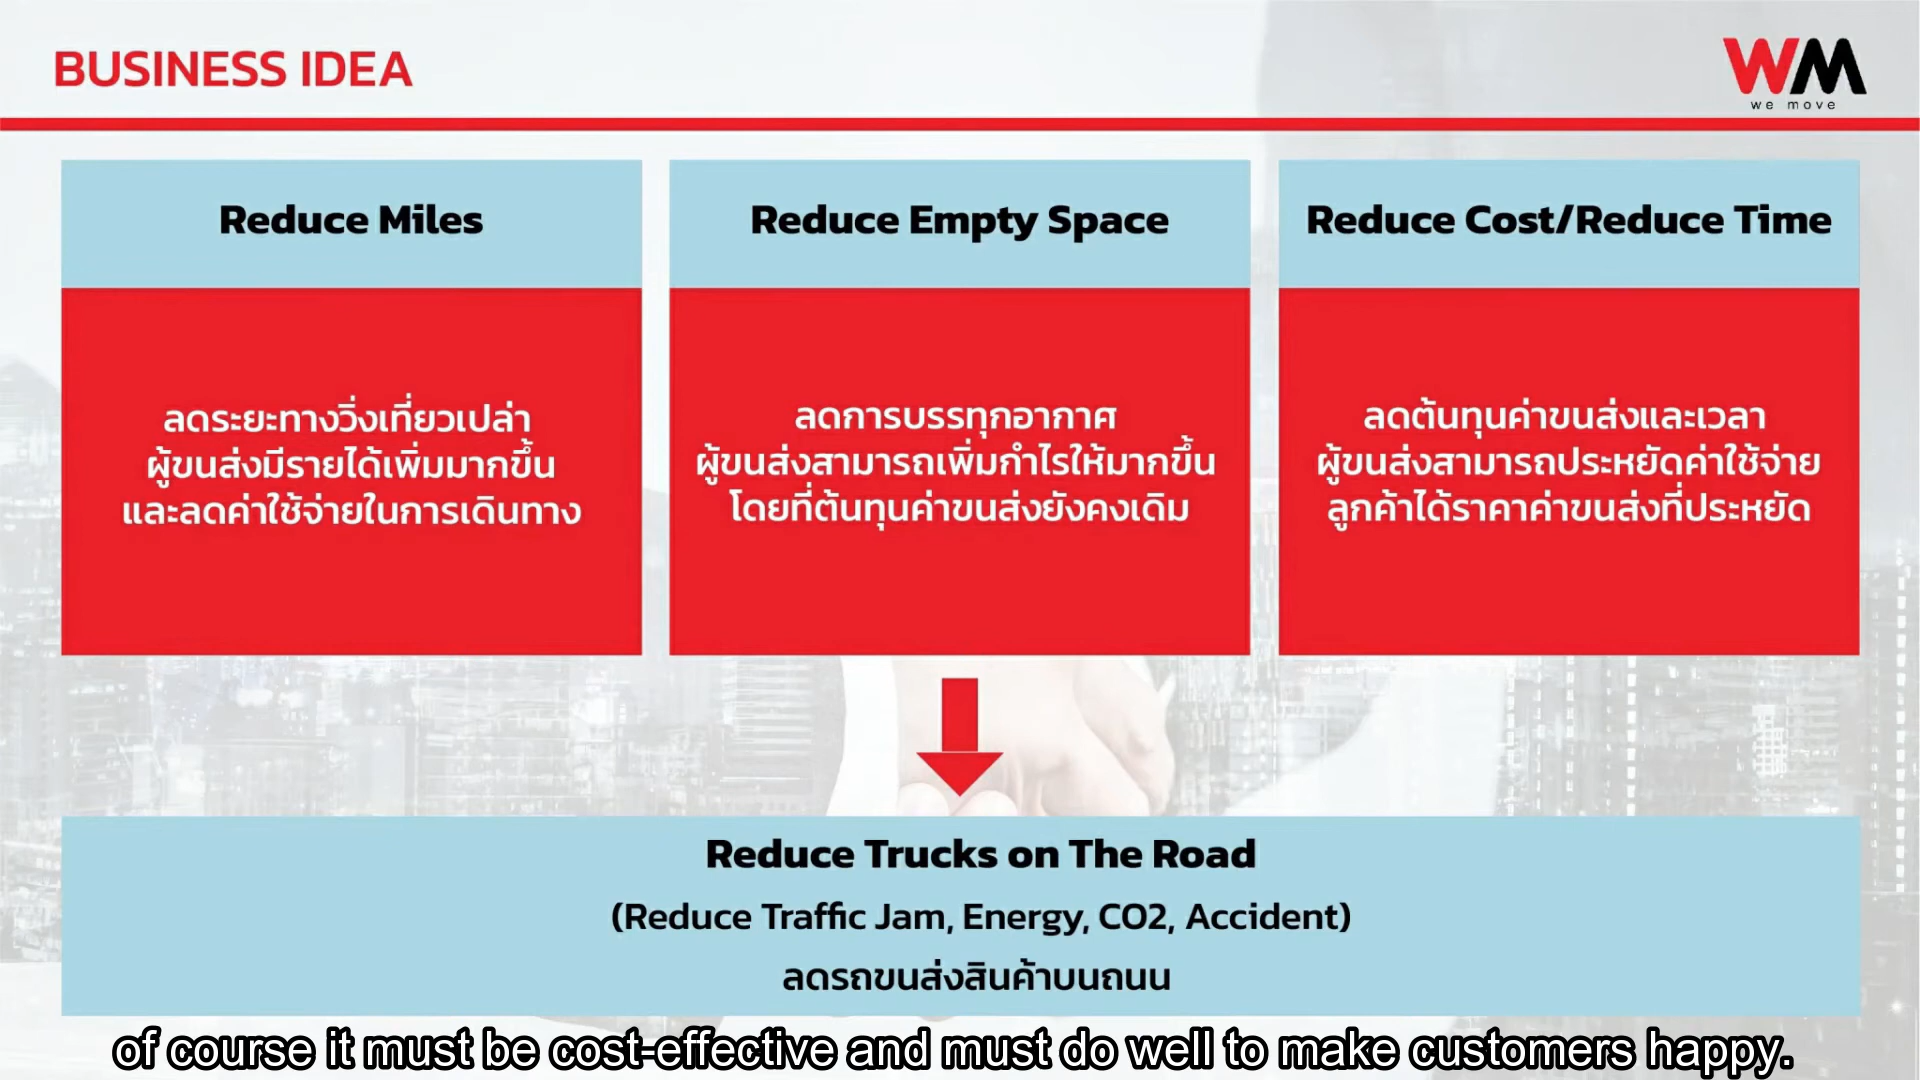 BUSINESS IDEA
WM
we move
Reduce Miles
ลดระยะทางวิ่งเที่ยวเปล่า
ผู้ขนส่งมีรายได้เพิ่มมากขึ้น
และลดค่าใช้จ่ายในการเดินทาง
Reduce Empty Space
ลดการบรรทุกอากาศ
ผู้ขนส่งสามารถเพิ่มกำไรให้มากขึ้น
โดยที่ต้นทุนค่าขนส่งยังคงเดิม
Reduce Cost/Reduce Time
ลดต้นทุนค่าขนส่งและเวลา
ผู้ขนส่งสามารถประหยัดค่าใช้จ่าย
ลูกค้าได้ราคาค่าขนส่งที่ประหยัด
Reduce Trucks on The Road
(Reduce Traffic Jam, Energy, CO2, Accident)
ลดรถขนส่งสินค้าบนถนน
of course it must be cost-effective and must do well to make customers happy.